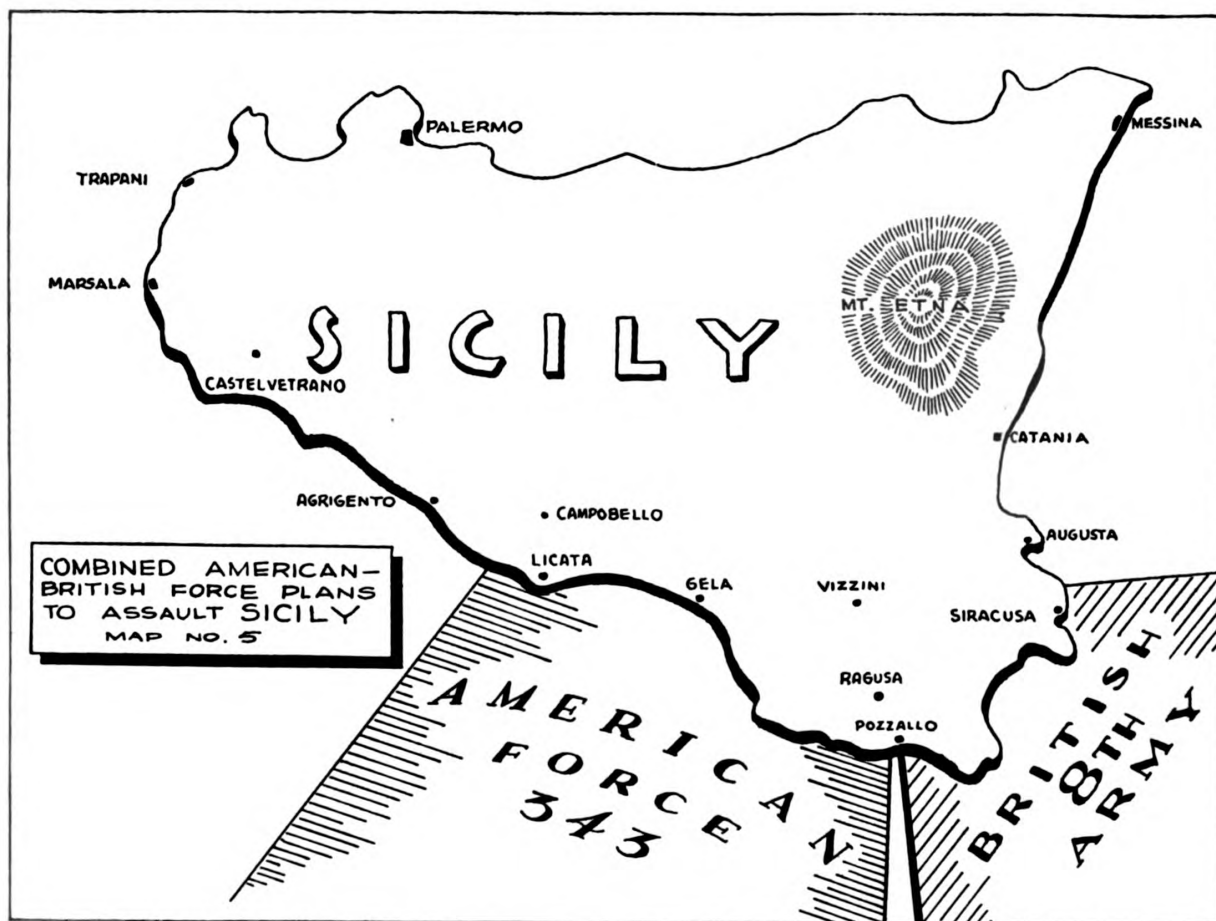 PALERMO
MESSINA
TRAPANI
MARSALA
MT. ETNA
SICILY
CASTELVETRANO
CATANIA
AGRIGENTO
CAMPOBELLO
AUGUSTA
COMBINED AMERICAN-
BRITISH FORCE PLANS
TO ASSAULT SICILY
MAP NO. 5
LICATA
GELA
VIZZINI
SIRACUSA
RAGUSA
POZZALLO
AMERICAN
FORCE
343
BRITISH
8TH
ARMY